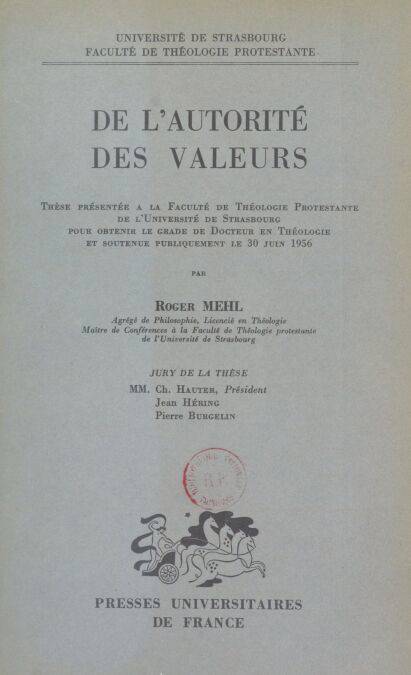 UNIVERSITÉ DE STRASBOURG
FACULTÉ DE THÉOLOGIE PROTESTANTE
DE L'AUTORITÉ
DES VALEURS
THÈSE PRÉSENTÉE A LA FACULTÉ DE THÉOLOGIE PROTESTANTE
DE L'UNIVERSITÉ DE STRASBOURG
POUR OBTENIR LE GRADE DE DOCTEUR EN THÉOLOGIE
ET SOUTENUE PUBLIQUEMENT LE 30 JUIN 1956
PAR
ROGER MEHL
Agrégé de Philosophie, Licencié en Théologie
Maître de Conférences à la Faculté de Théologie protestante
de l'Université de Strasbourg
JURY DE LA THÈSE
MM. Ch. HAUTER, Président
Jean HÉRING
Pierre BURGELIN
PRESSES UNIVERSITAIRES
DE FRANCE